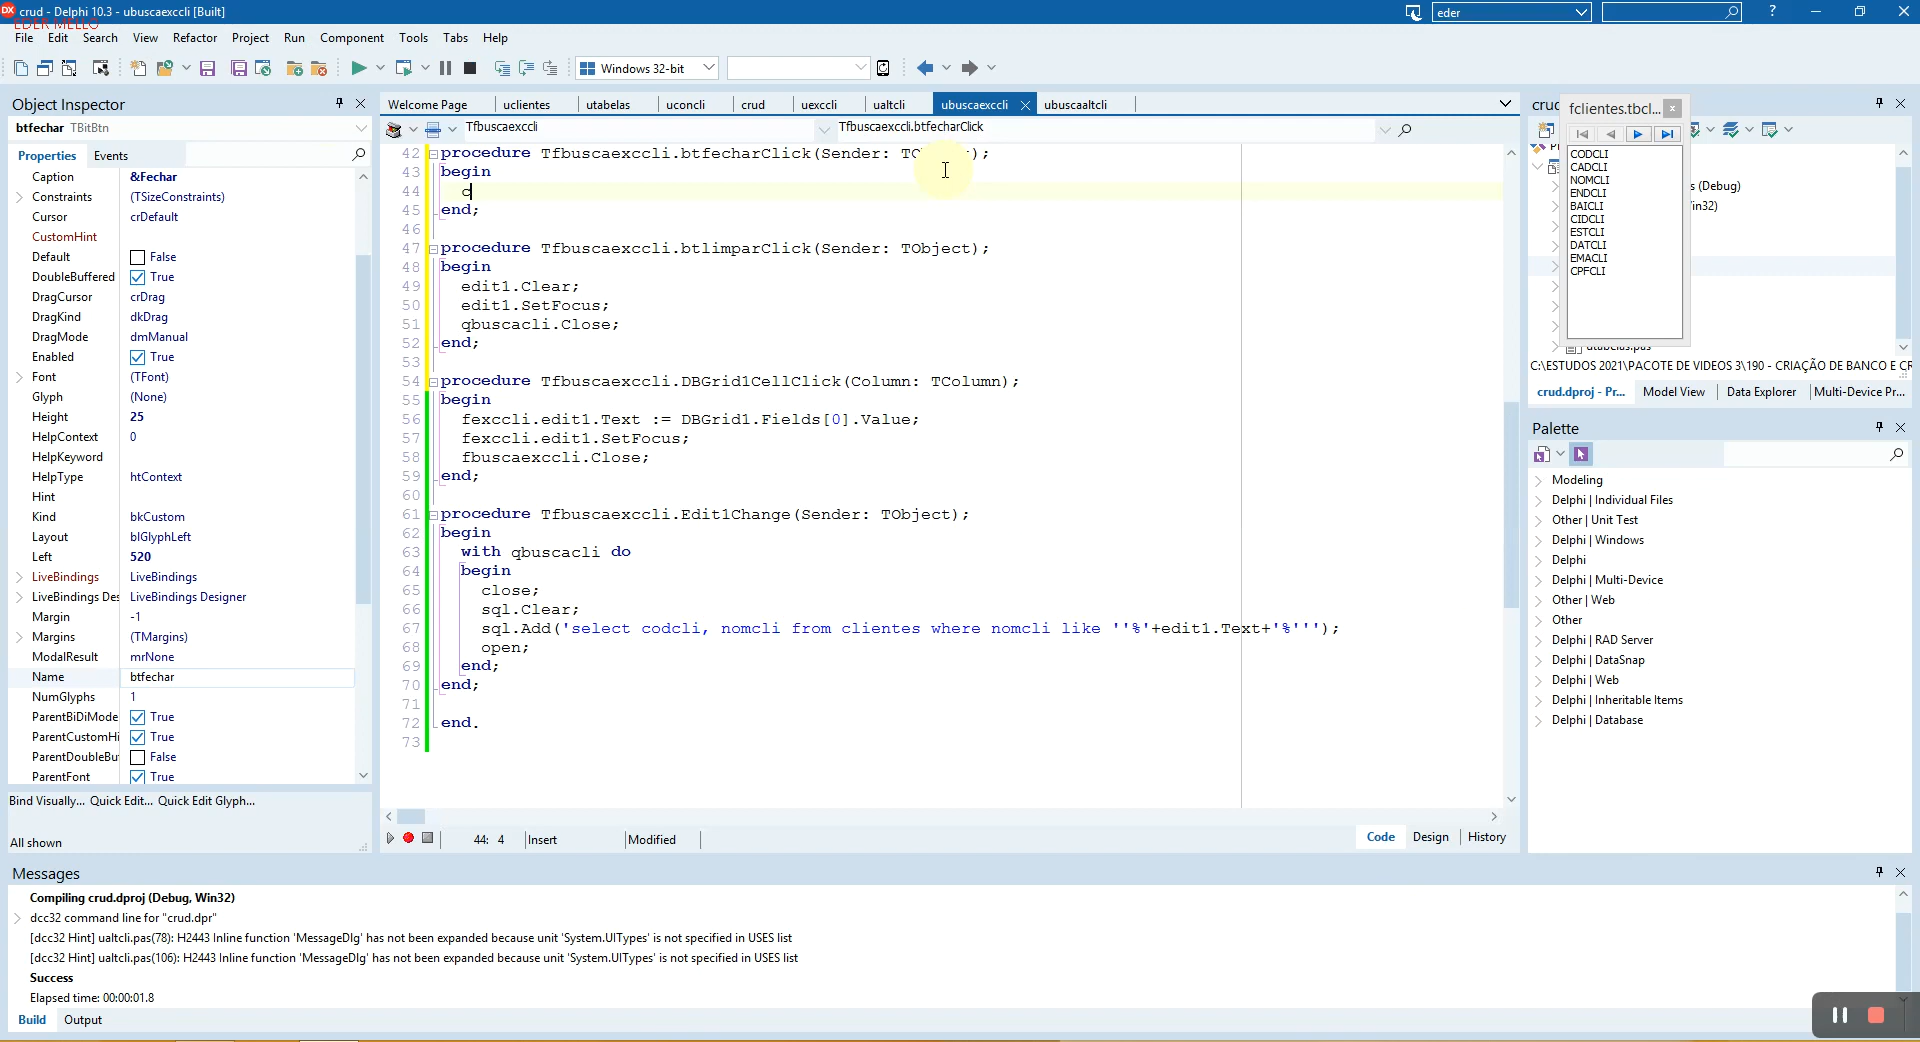 crud - Delphi 10.3 - ubuscaexccli [Built]
eder
EDER MELLO
File Edit Search View Refactor Project Run Component Tools Tabs Help
Windows 32-bit
Object Inspector
btfechar TBitBtn
Properties Events
Caption &Fechar
Constraints (TSizeConstraints)
Cursor crDefault
CustomHint
Default False
DoubleBuffered True
DragCursor crDrag
DragKind dkDrag
DragMode dmManual
Enabled True
Font (TFont)
Glyph (None)
Height 25
HelpContext 0
HelpKeyword
HelpType htContext
Hint
Kind bkCustom
Layout blGlyphLeft
Left 520
LiveBindings LiveBindings
LiveBindings Des LiveBindings Designer
Margin -1
Margins (TMargins)
ModalResult mrNone
Name btfechar
NumGlyphs 1
ParentBiDiMode True
ParentCustomHi True
ParentDoubleBu False
ParentFont True
Bind Visually... Quick Edit... Quick Edit Glyph...
All shown
Welcome Page uclientes utabelas uconcli crud uexccli ualtcli ubuscaexccli ubuscaaltcli
Tfbuscaexccli Tfbuscaexccli.btfecharClick
42 procedure Tfbuscaexccli.btfecharClick(Sender: TO );
43 begin
44 c
45 end;
46
47 procedure Tfbuscaexccli.btlimparClick(Sender: TObject);
48 begin
49 edit1.Clear;
50 edit1.SetFocus;
51 qbuscacli.Close;
52 end;
53
54 procedure Tfbuscaexccli.DBGrid1CellClick(Column: TColumn);
55 begin
56 fexccli.edit1.Text := DBGrid1.Fields[0].Value;
57 fexccli.edit1.SetFocus;
58 fbuscaexccli.Close;
59 end;
60
61 procedure Tfbuscaexccli.Edit1Change(Sender: TObject);
62 begin
63 with qbuscacli do
64 begin
65 close;
66 sql.Clear;
67 sql.Add('select codcli, nomcli from clientes where nomcli like ''%'+edit1.Text+'%''');
68 open;
69 end;
70 end;
71
72 end.
73
44: 4 Insert Modified
Code Design History
fclientes.tbcl...
CODCLI
CADCLI
NOMCLI
ENDCLI
BAICLI
CIDCLI
ESTCLI
DATCLI
EMACLI
CPFCLI
s (Debug)
in32)
C:\ESTUDOS 2021\PACOTE DE VIDEOS 3\190 - CRIAÇÃO DE BANCO E CR
crud.dproj - Pr... Model View Data Explorer Multi-Device Pr...
Palette
Modeling
Delphi | Individual Files
Other | Unit Test
Delphi | Windows
Delphi
Delphi | Multi-Device
Other | Web
Other
Delphi | RAD Server
Delphi | DataSnap
Delphi | Web
Delphi | Inheritable Items
Delphi | Database
Messages
Compiling crud.dproj (Debug, Win32)
dcc32 command line for "crud.dpr"
[dcc32 Hint] ualtcli.pas(78): H2443 Inline function 'MessageDlg' has not been expanded because unit 'System.UITypes' is not specified in USES list
[dcc32 Hint] ualtcli.pas(106): H2443 Inline function 'MessageDlg' has not been expanded because unit 'System.UITypes' is not specified in USES list
Success
Elapsed time: 00:00:01.8
Build Output